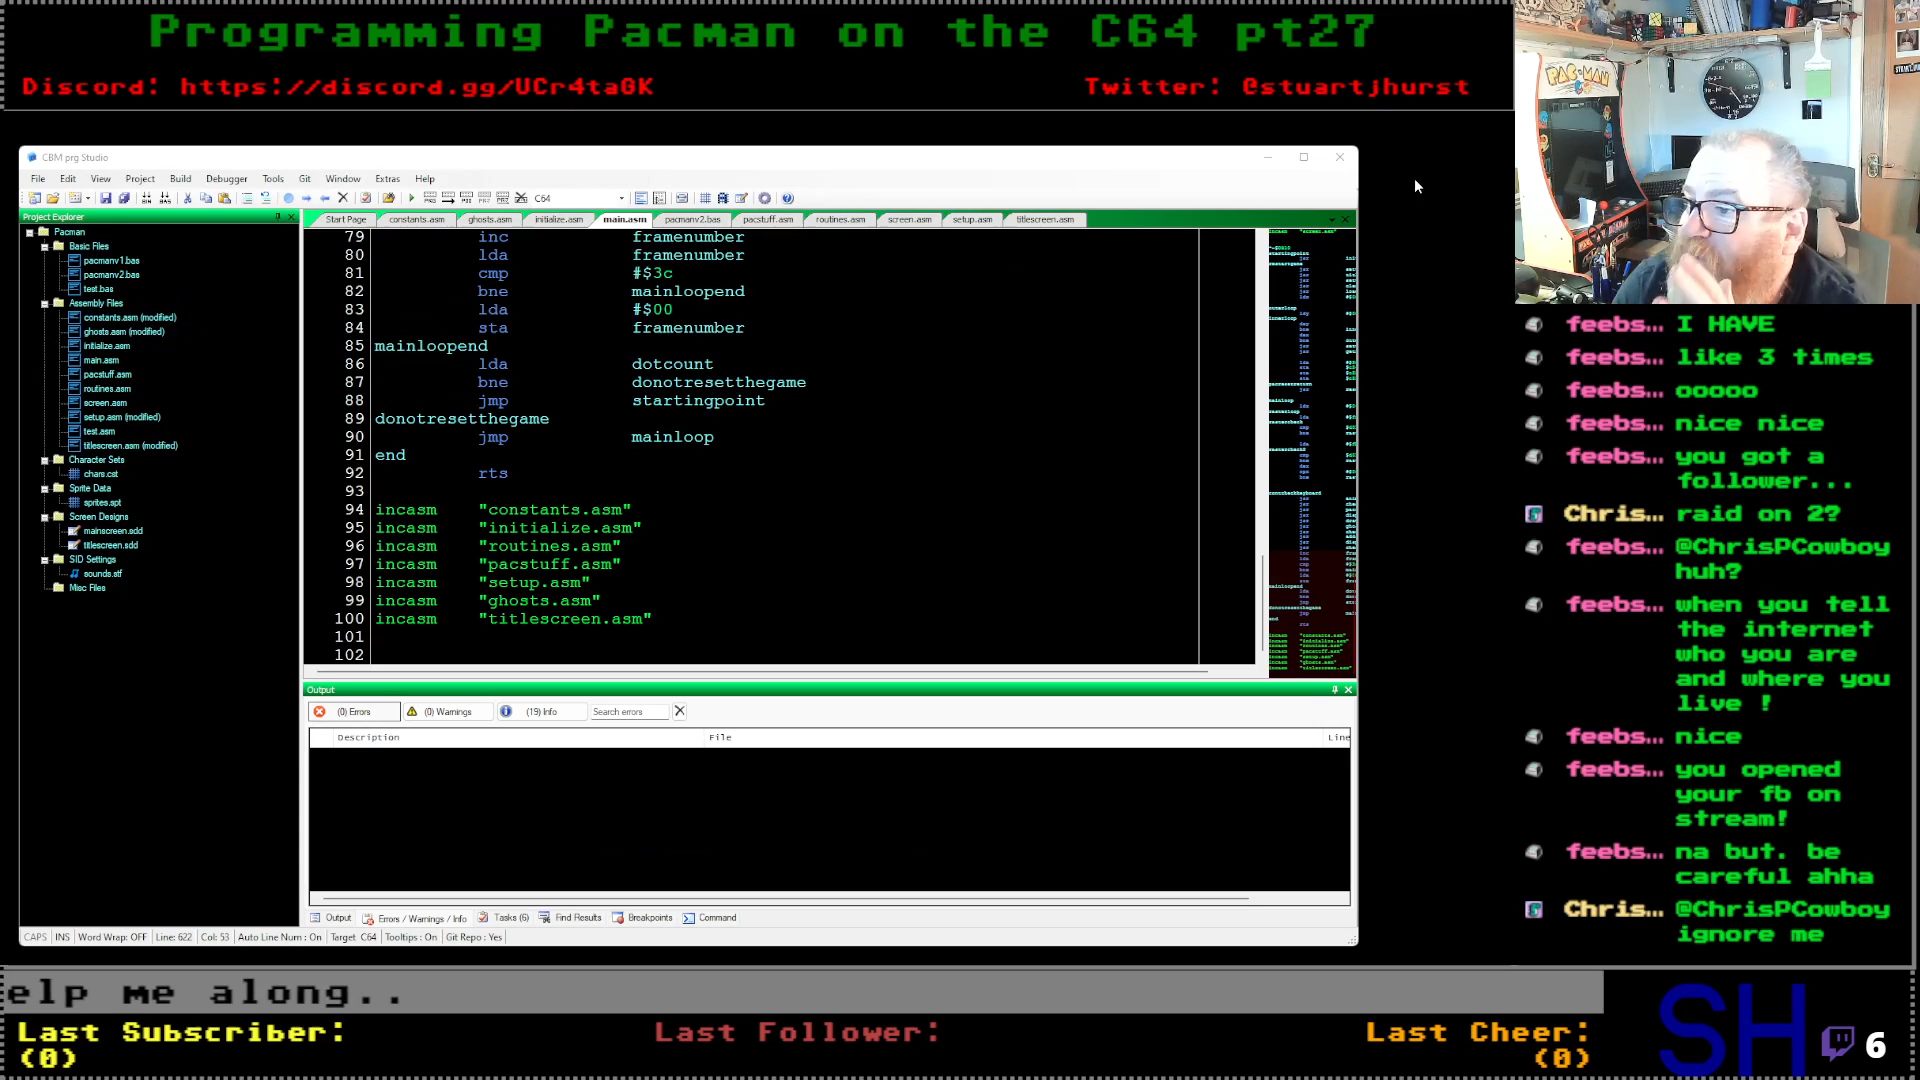 Programming Pacman on the C64 pt27
Discord: https://discord.gg/UCr4taGK
Twitter: @stuartjhurst
PAC-MAN
CBM prg Studio
File Edit View Project Build Debugger Tools Git Window Extras Help
C64
Project Explorer
Start Page constants.asm ghosts.asm initialize.asm main.asm pacmanv2.bas pacstuff.asm routines.asm screen.asm setup.asm titlescreen.asm
Pacman
Basic Files
pacmanv1.bas
pacmanv2.bas
test.bas
Assembly Files
constants.asm (modified)
ghosts.asm (modified)
initialize.asm
main.asm
pacstuff.asm
routines.asm
screen.asm
setup.asm (modified)
test.asm
titlescreen.asm (modified)
Character Sets
chars.cst
Sprite Data
sprites.spt
Screen Designs
mainscreen.sdd
titlescreen.sdd
SID Settings
sounds.stf
Misc Files
79 inc framenumber
80 lda framenumber
81 cmp #$3c
82 bne mainloopend
83 lda #$00
84 sta framenumber
85 mainloopend
86 lda dotcount
87 bne donotresetthegame
88 jmp startingpoint
89 donotresetthegame
90 jmp mainloop
91 end
92 rts
93
94 incasm "constants.asm"
95 incasm "initialize.asm"
96 incasm "routines.asm"
97 incasm "pacstuff.asm"
98 incasm "setup.asm"
99 incasm "ghosts.asm"
100 incasm "titlescreen.asm"
101
102
Output
(0) Errors (0) Warnings (19) Info Search errors
Description File Line
Output Errors / Warnings / Info Tasks (6) Find Results Breakpoints Command
CAPS INS Word Wrap: OFF Line: 622 Col: 53 Auto Line Num : On Target C64 Tooltips : On Git Repo : Yes
feebs... I HAVE
feebs... like 3 times
feebs... ooooo
feebs... nice nice
feebs... you got a
follower...
Chris... raid on 2?
feebs... @ChrisPCowboy
huh?
feebs... when you tell
the internet
who you are
and where you
live !
feebs... nice
feebs... you opened
your fb on
stream!
feebs... na but. be
careful ahha
Chris... @ChrisPCowboy
ignore me
elp me along..
Last Subscriber:
(0)
Last Follower:
Last Cheer:
(0)
SH
6